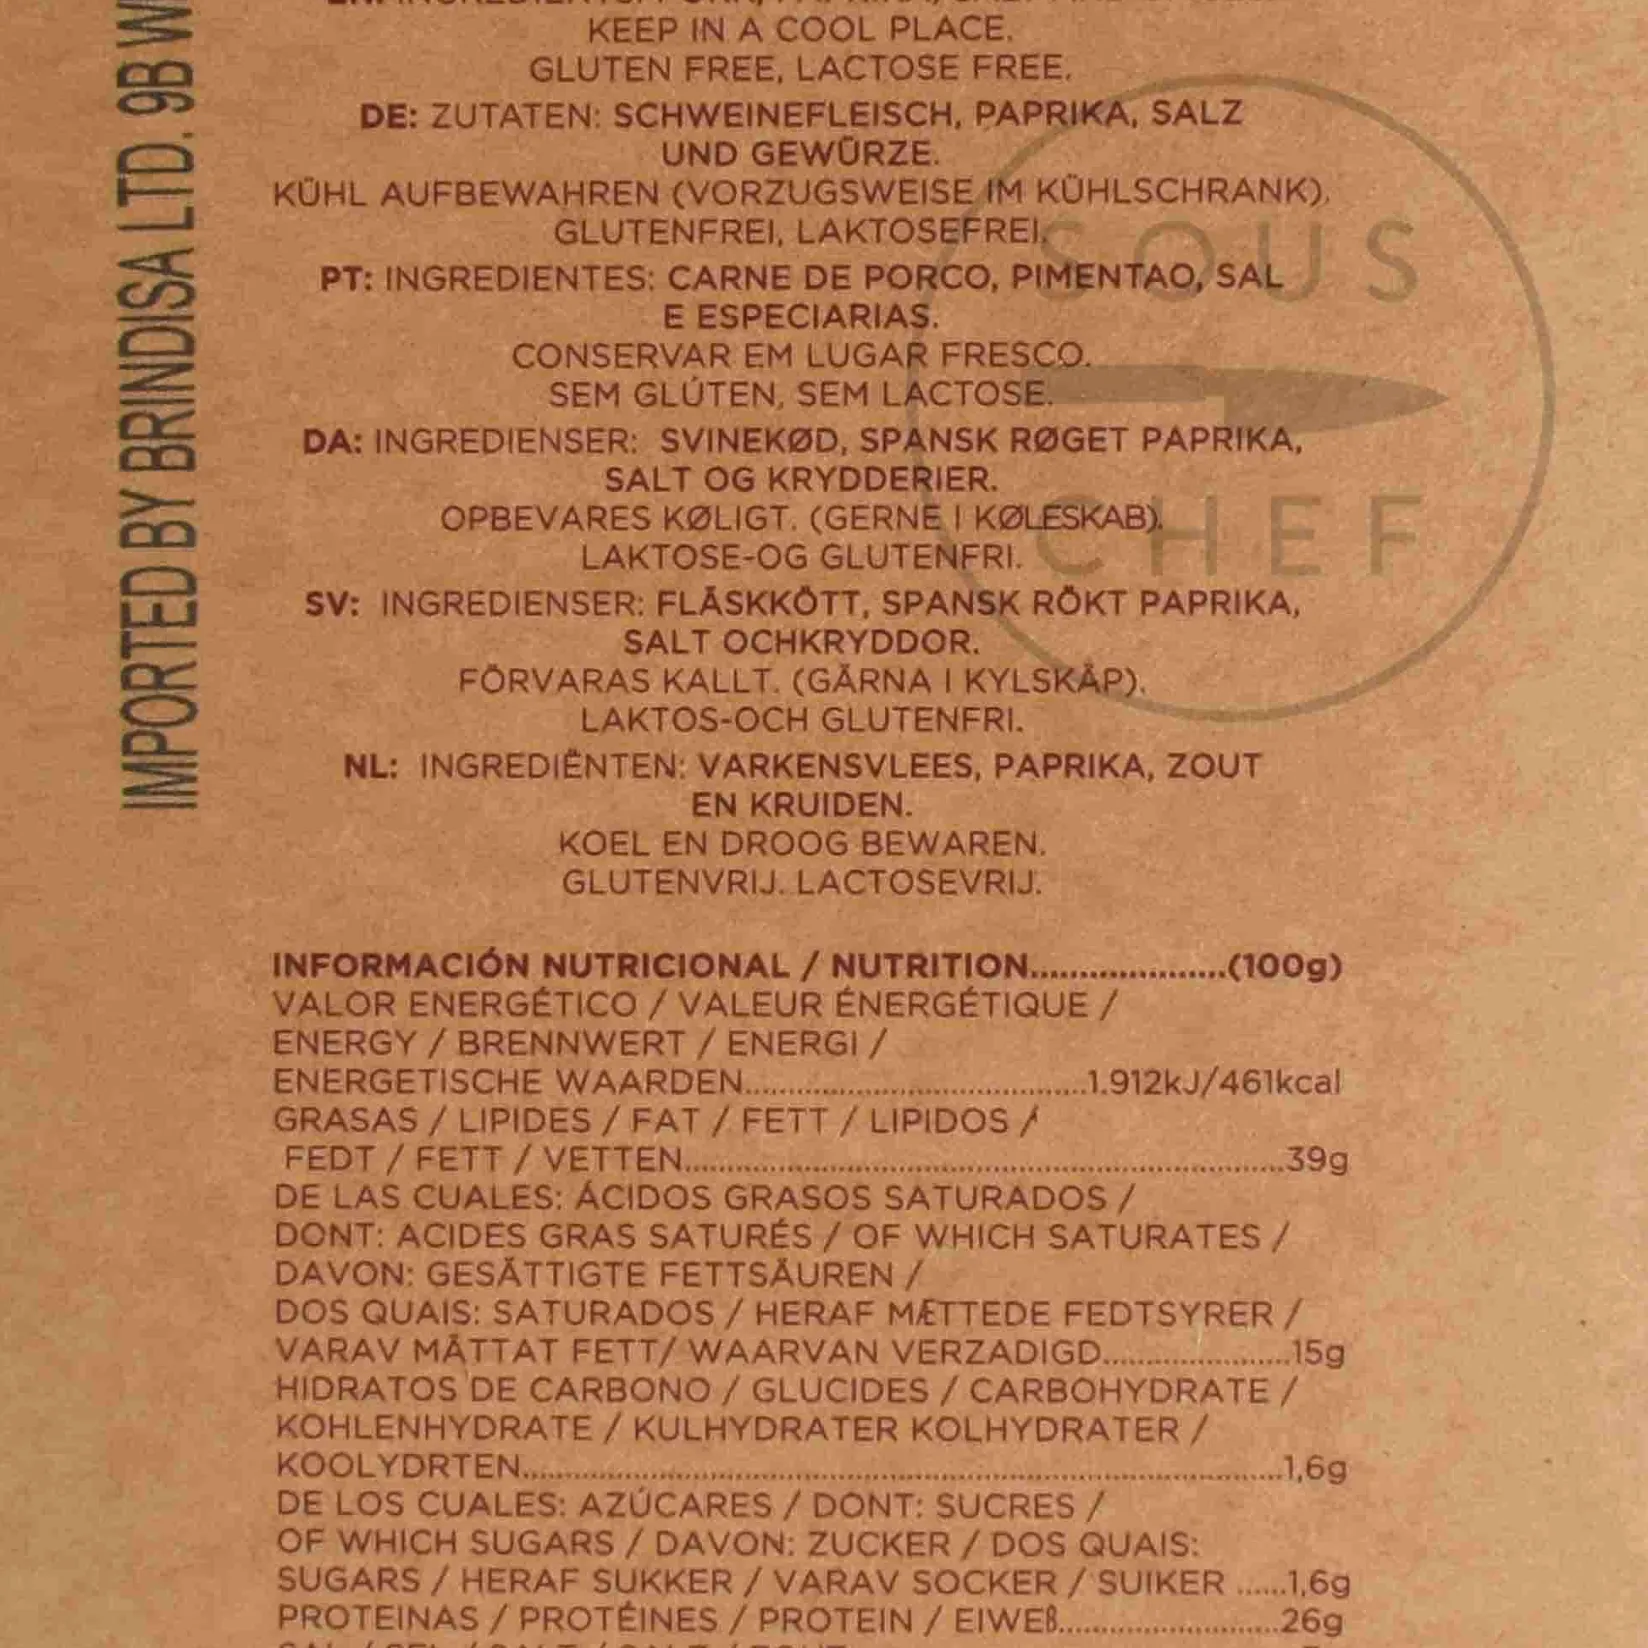 KEEP IN A COOL PLACE.
GLUTEN FREE, LACTOSE FREE.
DE: ZUTATEN: SCHWEINEFLEISCH, PAPRIKA, SALZ
UND GEWÜRZE.
KÜHL AUFBEWAHREN (VORZUGSWEISE IM KÜHLSCHRANK).
GLUTENFREI, LAKTOSEFREI.
PT: INGREDIENTES: CARNE DE PORCO, PIMENTAO, SAL
E ESPECIARIAS.
CONSERVAR EM LUGAR FRESCO.
SEM GLÚTEN, SEM LACTOSE.
DA: INGREDIENSER: SVINEKØD, SPANSK RØGET PAPRIKA,
SALT OG KRYDDERIER.
OPBEVARES KØLIGT. (GERNE I KØLESKAB).
LAKTOSE-OG GLUTENFRI.
SV: INGREDIENSER: FLÄSKKÖTT, SPANSK RÖKT PAPRIKA,
SALT OCHKRYDDOR.
FÖRVARAS KALLT. (GÄRNA I KYLSKÅP).
LAKTOS-OCH GLUTENFRI.
NL: INGREDIËNTEN: VARKENSVLEES, PAPRIKA, ZOUT
EN KRUIDEN.
KOEL EN DROOG BEWAREN.
GLUTENVRIJ. LACTOSEVRIJ.
INFORMACIÓN NUTRICIONAL / NUTRITION....................(100g)
VALOR ENERGÉTICO / VALEUR ÉNERGÉTIQUE /
ENERGY / BRENNWERT / ENERGI /
ENERGETISCHE WAARDEN....................1.912kJ/461kcal
GRASAS / LIPIDES / FAT / FETT / LIPIDOS /
FEDT / FETT / VETTEN....................39g
DE LAS CUALES: ÁCIDOS GRASOS SATURADOS /
DONT: ACIDES GRAS SATURÉS / OF WHICH SATURATES /
DAVON: GESÄTTIGTE FETTSÄUREN /
DOS QUAIS: SATURADOS / HERAF MÆTTEDE FEDTSYRER /
VARAV MÄTTAT FETT/ WAARVAN VERZADIGD....................15g
HIDRATOS DE CARBONO / GLUCIDES / CARBOHYDRATE /
KOHLENHYDRATE / KULHYDRATER KOLHYDRATER /
KOOLYDRTEN....................1,6g
DE LOS CUALES: AZÚCARES / DONT: SUCRES /
OF WHICH SUGARS / DAVON: ZUCKER / DOS QUAIS:
SUGARS / HERAF SUKKER / VARAV SOCKER / SUIKER ......1,6g
PROTEINAS / PROTÉINES / PROTEIN / EIWEß....................26g
IMPORTED BY BRINDISA LTD. 9B
SOUS
CHEF